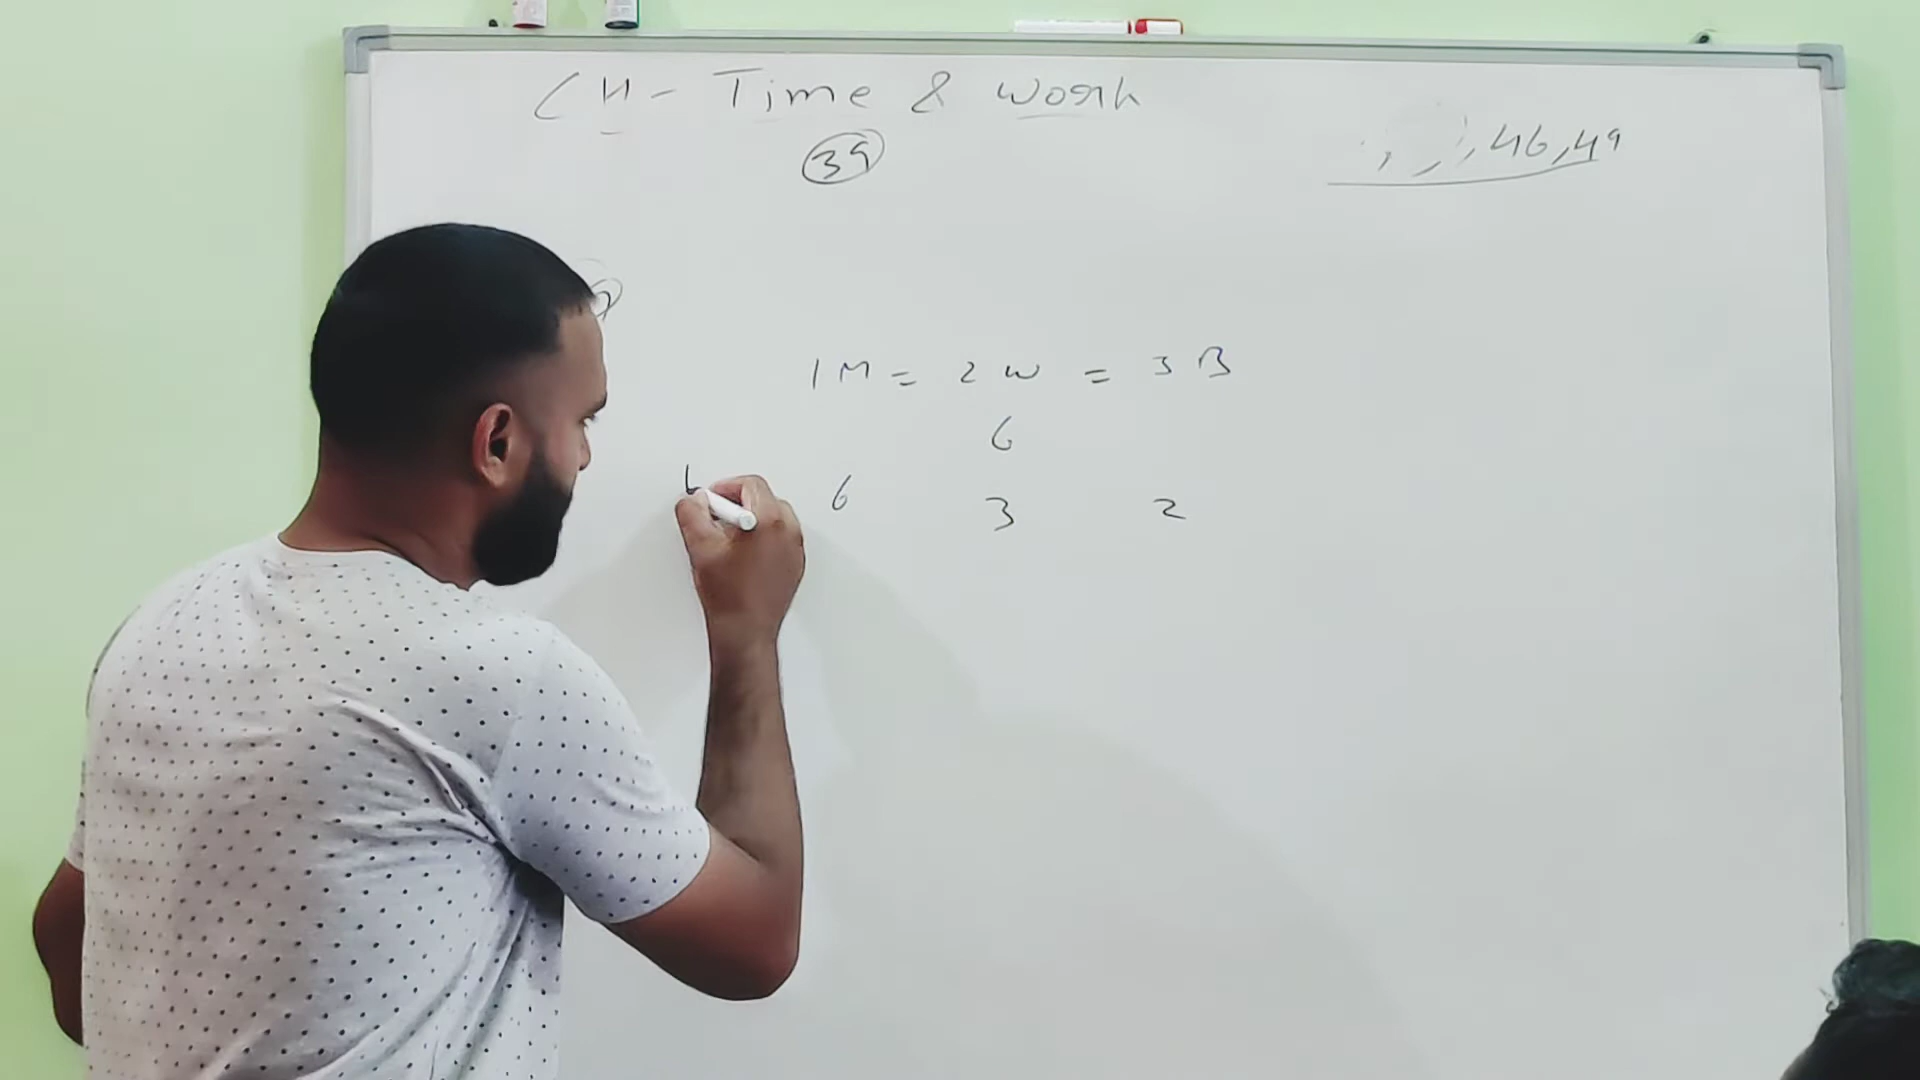 CH - Time & Work
39
, , , 46, 49
1M = 2W = 3B
6
6 3 2